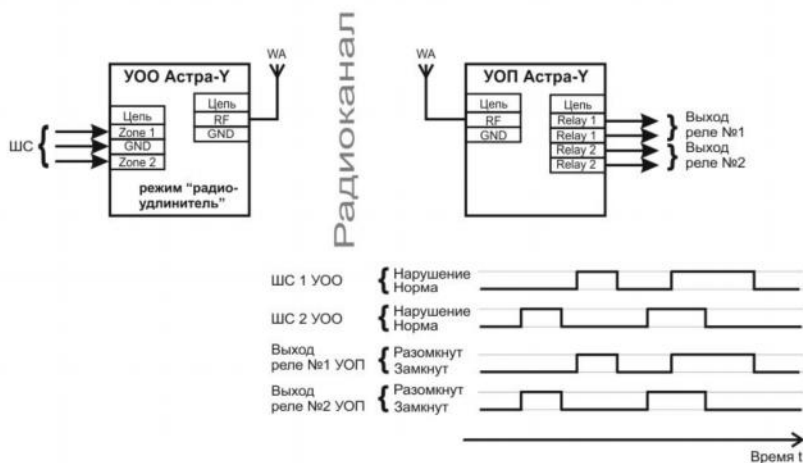 УОО Астра-Y
WA
Цепь
Zone 1
GND
Zone 2
Цепь
RF
GND
ШС
режим "радио-
удлинитель"
Радиоканал
WA
УОП Астра-Y
Цепь
RF
GND
Цепь
Relay 1
Relay 1
Relay 2
Relay 2
Выход
реле №1
Выход
реле №2
ШС 1 УОО
Нарушение
Норма
ШС 2 УОО
Нарушение
Норма
Выход
реле №1 УОП
Разомкнут
Замкнут
Выход
реле №2 УОП
Разомкнут
Замкнут
Время t